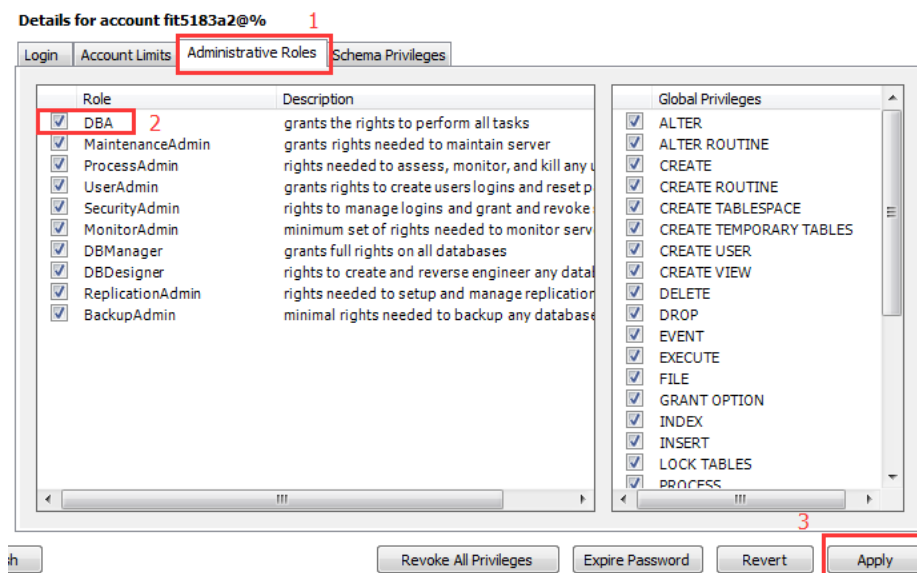 Details for account fit5183a2@% 1
Login Account Limits Administrative Roles Schema Privileges
Role Description Global Privileges
DBA 2 grants the rights to perform all tasks ALTER
MaintenanceAdmin grants rights needed to maintain server ALTER ROUTINE
ProcessAdmin rights needed to assess, monitor, and kill any CREATE
UserAdmin grants rights to create users logins and reset p CREATE ROUTINE
SecurityAdmin rights to manage logins and grant and revoke CREATE TABLESPACE
MonitorAdmin minimum set of rights needed to monitor serv CREATE TEMPORARY TABLES
DBManager grants full rights on all databases CREATE USER
DBDesigner rights to create and reverse engineer any datal CREATE VIEW
ReplicationAdmin rights needed to setup and manage replication DELETE
BackupAdmin minimal rights needed to backup any database DROP
EVENT
EXECUTE
FILE
GRANT OPTION
INDEX
INSERT
LOCK TABLES
PROCESS
3
sh Revoke All Privileges Expire Password Revert Apply